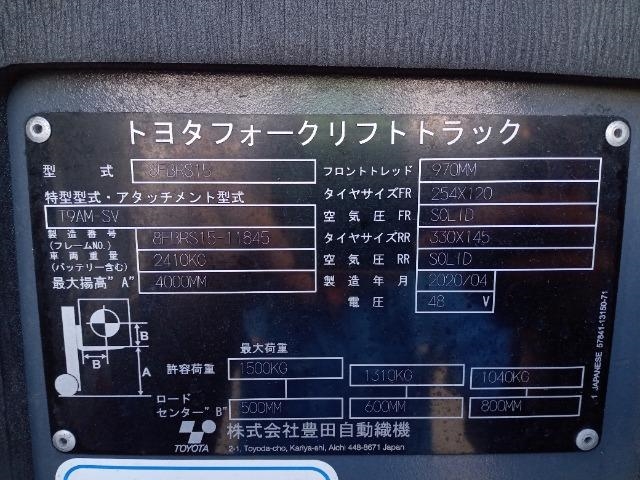 トヨタフォークリフトトラック
型式 8FBRS15
特型型式・アタッチメント型式
T9AM-SV
製造番号 (フレームNO.) 8FBRS15-11845
車両重量 (バッテリー含む) 2410KG
最大揚高"A" 4000MM
フロントトレッド 970MM
タイヤサイズFR 254X120
空気圧 FR SOLID
タイヤサイズRR 330X145
空気圧 RR SOLID
製造年月 2020/04
電圧 48 V
B
B
A
最大荷重
許容荷重 1500KG 1310KG 1040KG
ロード
センター"B" 500MM 600MM 800MM
TOYOTA 株式会社豊田自動織機
2-1, Toyoda-cho, Kariya-shi, Aichi 448-8671 Japan
1 JAPANESE 57841-13150-71